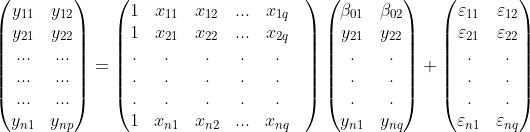 y₁₁ y₁₂ = 1 x₁₁ x₁₂ ... x₁q β₀₁ β₀₂ + ε₁₁ ε₁₂
y₂₁ y₂₂ 1 x₂₁ x₂₂ ... x₂q y₂₁ y₂₂ ε₂₁ ε₂₂
... ... . . . . . . . . .
... ... . . . . . . . . .
... ... . . . . . . . . .
yₙ₁ yₙₚ 1 xₙ₁ xₙ₂ ... xₙq yₙ₁ yₙq εₙ₁ εₙq